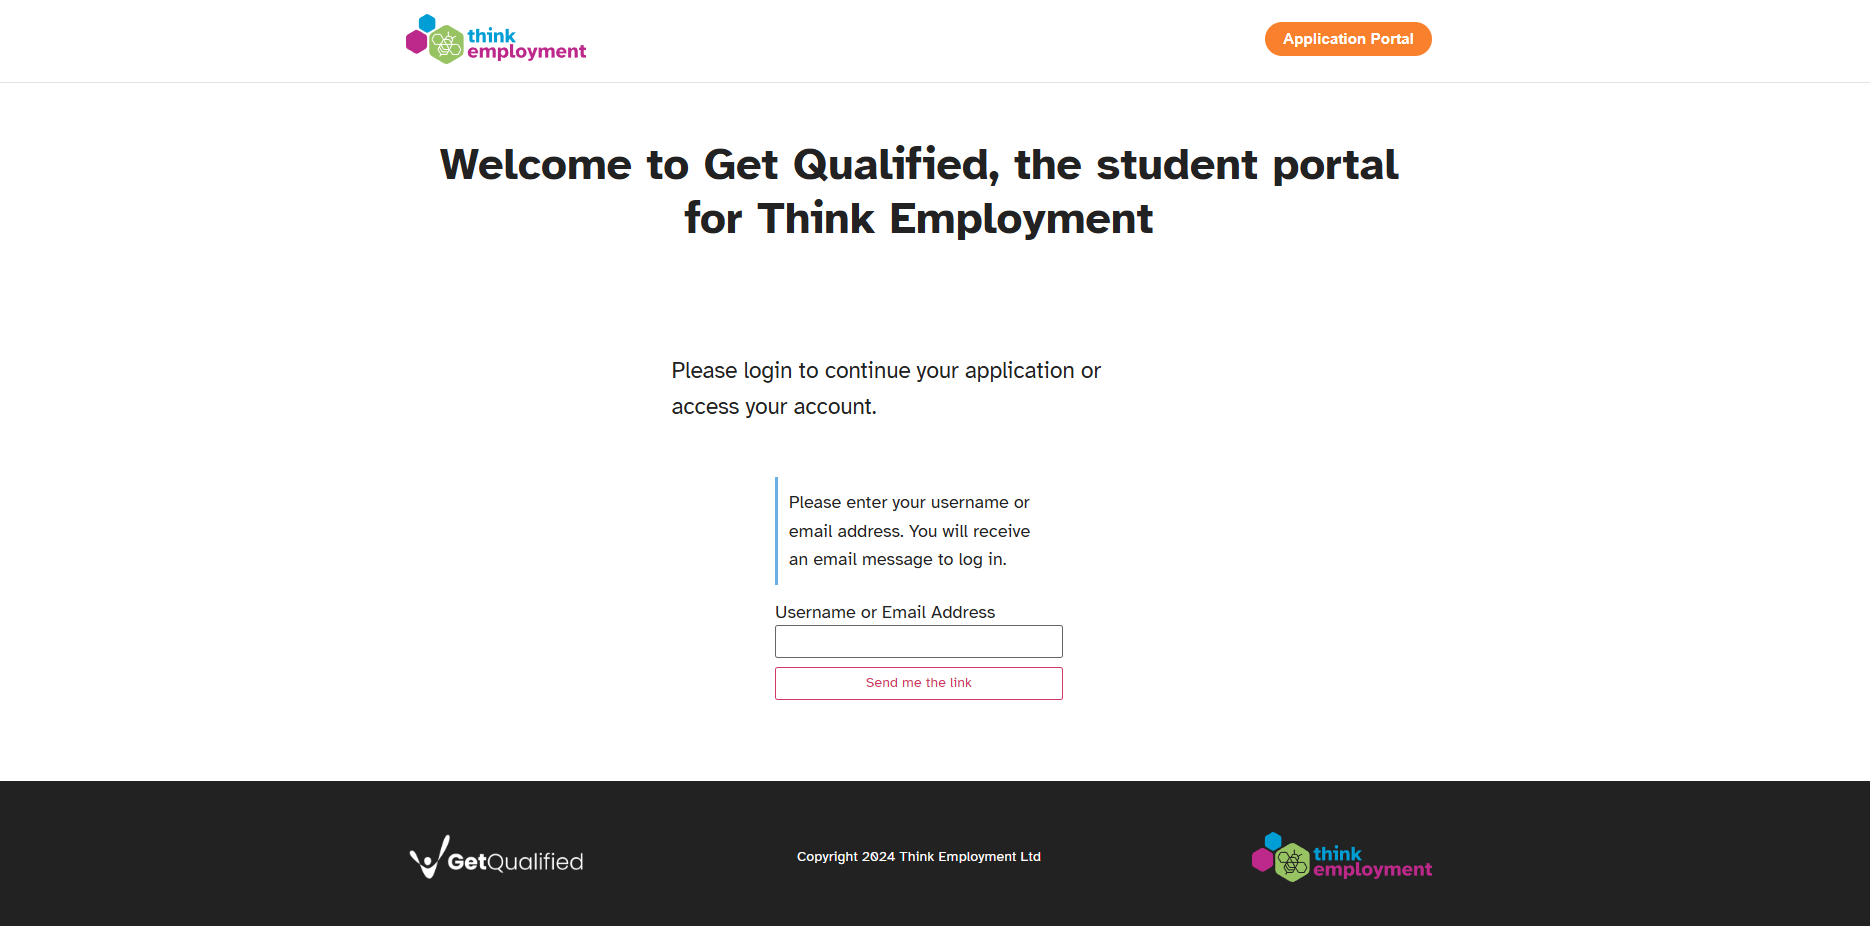 think
employment
Application Portal
Welcome to Get Qualified, the student portal
for Think Employment
Please login to continue your application or
access your account.
Please enter your username or
email address. You will receive
an email message to log in.
Username or Email Address
Send me the link
GetQualified
Copyright 2024 Think Employment Ltd
think
employment